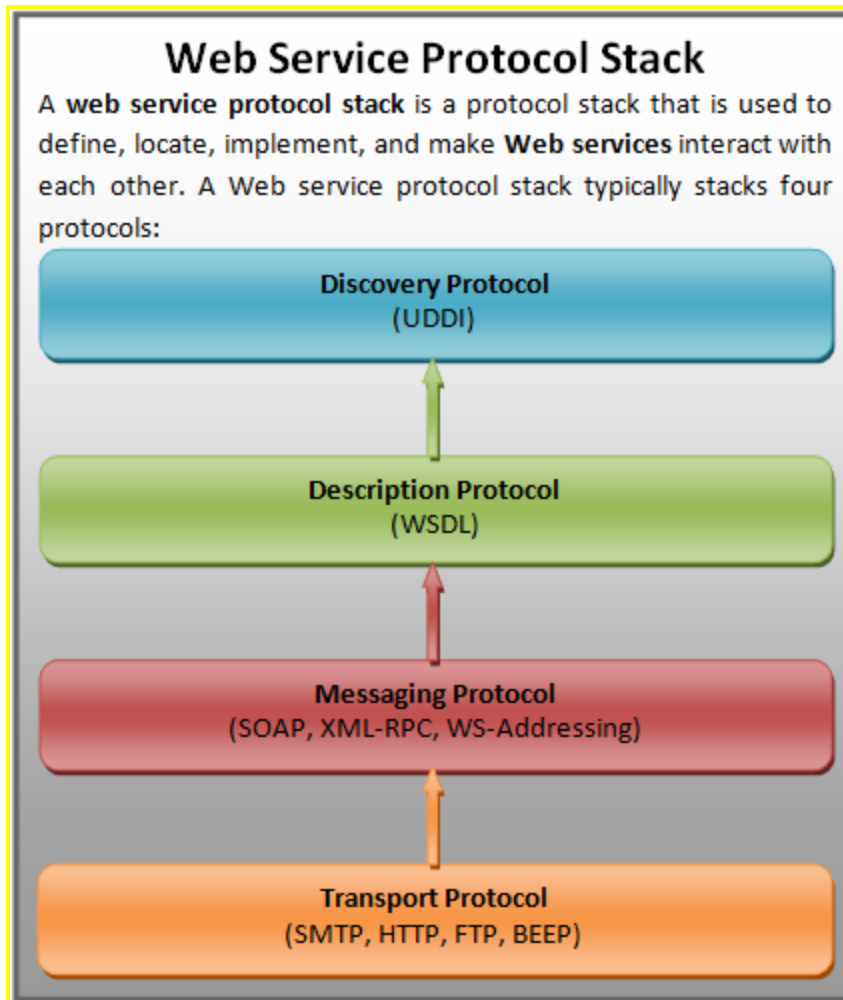 Web Service Protocol Stack
A web service protocol stack is a protocol stack that is used to
define, locate, implement, and make Web services interact with
each other. A Web service protocol stack typically stacks four
protocols:
Discovery Protocol
(UDDI)
Description Protocol
(WSDL)
Messaging Protocol
(SOAP, XML-RPC, WS-Addressing)
Transport Protocol
(SMTP, HTTP, FTP, BEEP)